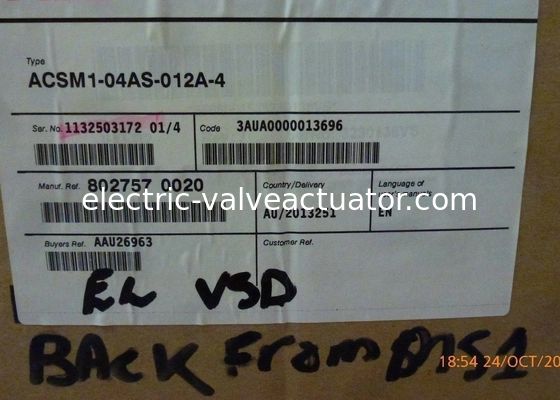 Type
ACSM1-04AS-012A-4
Ser. No. 1132503172 01/4 Code 3AUA0000013696
Manuf. Ref. 802757 0020 Country/Delivery Language of
electric-valveactuator.com
AU/2013251 EN
Buyers Ref. AAU26963 Customer Ref.
EL VSD
BACK From
18:54 24/OCT/20